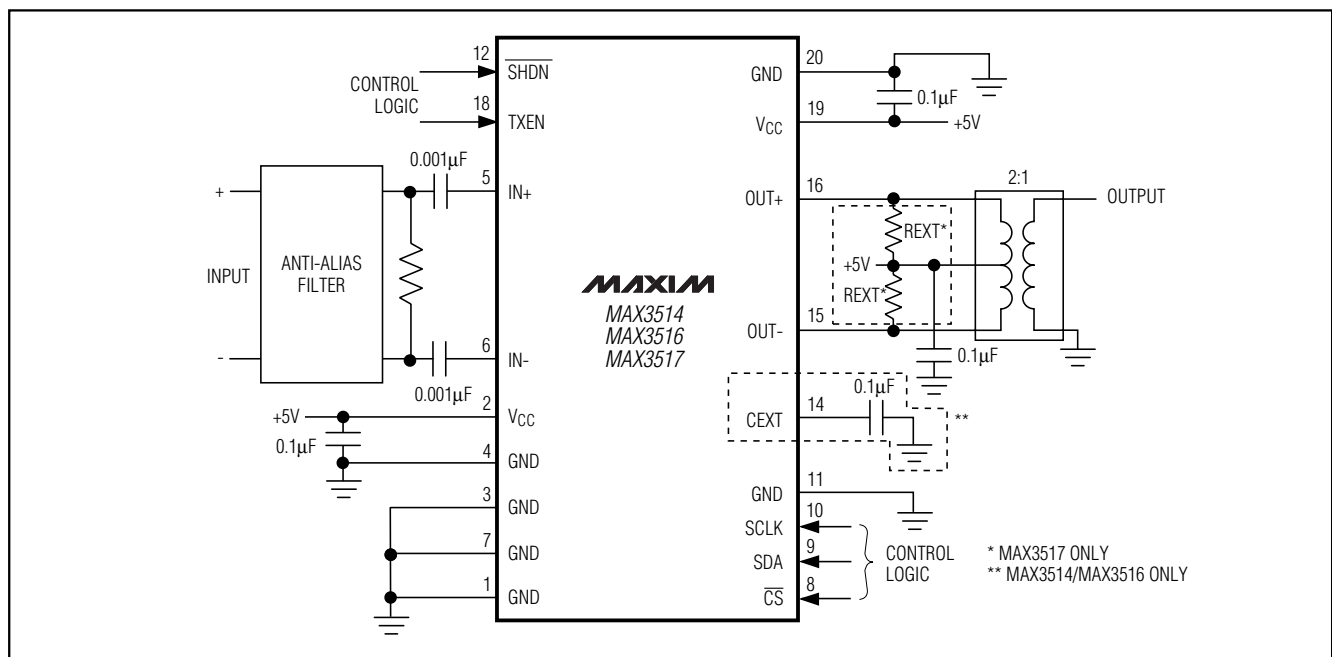 CONTROL
LOGIC
12
SHDN
18
TXEN
INPUT
+
-
ANTI-ALIAS
FILTER
0.001µF
5
IN+
6
IN-
0.001µF
+5V
0.1µF
2
VCC
4
GND
3
GND
7
GND
1
GND
MAXIM
MAX3514
MAX3516
MAX3517
GND
20
0.1µF
VCC
19
+5V
OUT+
16
REXT*
+5V
REXT*
OUT-
15
0.1µF
2:1
OUTPUT
CEXT
14
0.1µF
**
GND
11
SCLK
10
SDA
9
CS
8
CONTROL
LOGIC
* MAX3517 ONLY
** MAX3514/MAX3516 ONLY